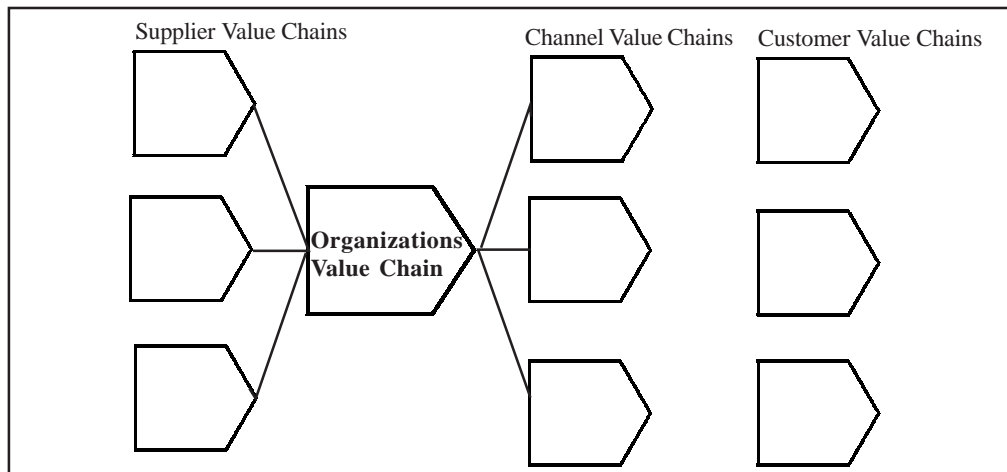 Supplier Value Chains
Channel Value Chains
Customer Value Chains
Organizations
Value Chain